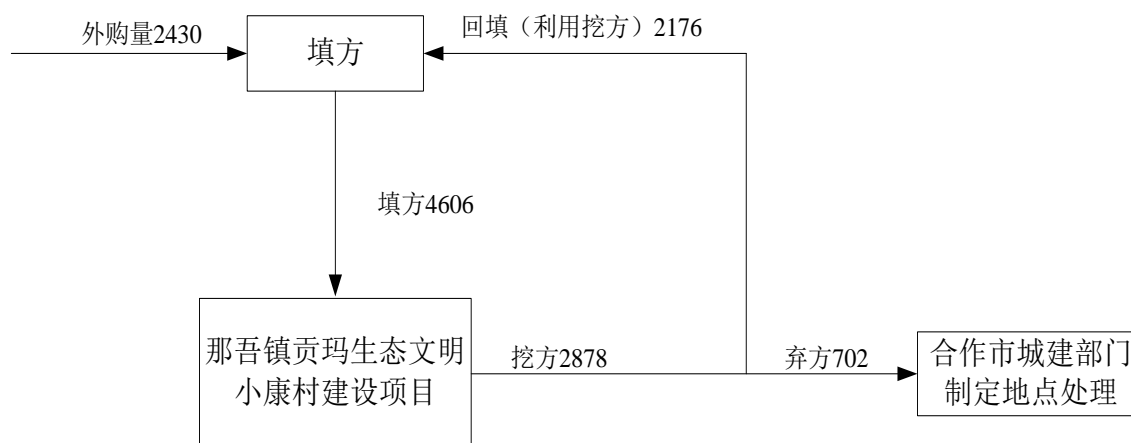 外购量2430
填方
回填（利用挖方）2176
填方4606
那吾镇贡玛生态文明
小康村建设项目
挖方2878
弃方702
合作市城建部门
制定地点处理